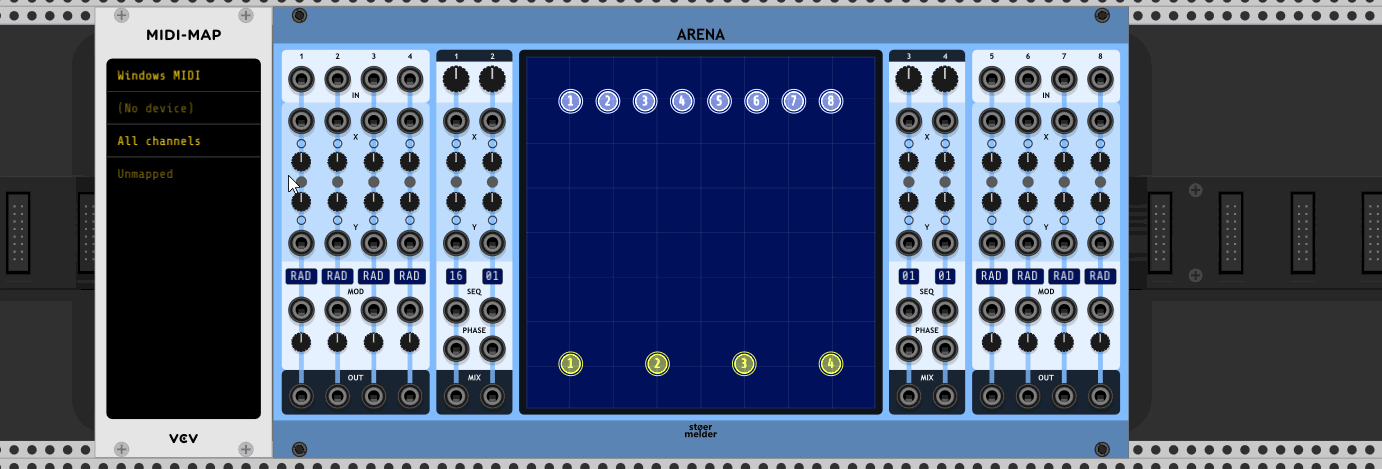 MIDI-MAP
Windows MIDI
(No device)
All channels
Unmapped
VCV
ARENA
1 2 3 4
IN
X
Y
RAD RAD RAD RAD
MOD
OUT
1 2
X
Y
16 01
SEQ
PHASE
MIX
1 2 3 4 5 6 7 8
1 2 3 4
3 4
X
Y
01 01
SEQ
PHASE
MIX
5 6 7 8
IN
X
Y
RAD RAD RAD RAD
MOD
OUT
støer
melder